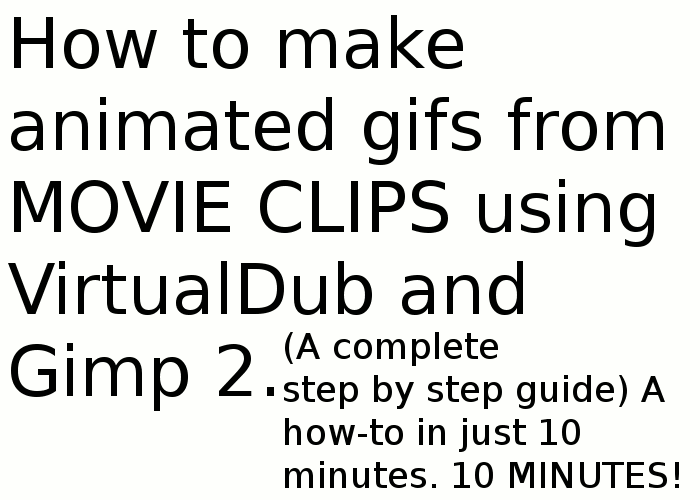 How to make
animated gifs from
MOVIE CLIPS using
VirtualDub and
Gimp 2.
(A complete
step by step guide) A
how-to in just 10
minutes. 10 MINUTES!